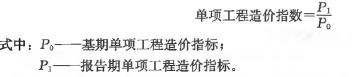 单项工程造价指数=P₁/P₀
式中：P₀——基期单项工程造价指标；
P₁——报告期单项工程造价指标。